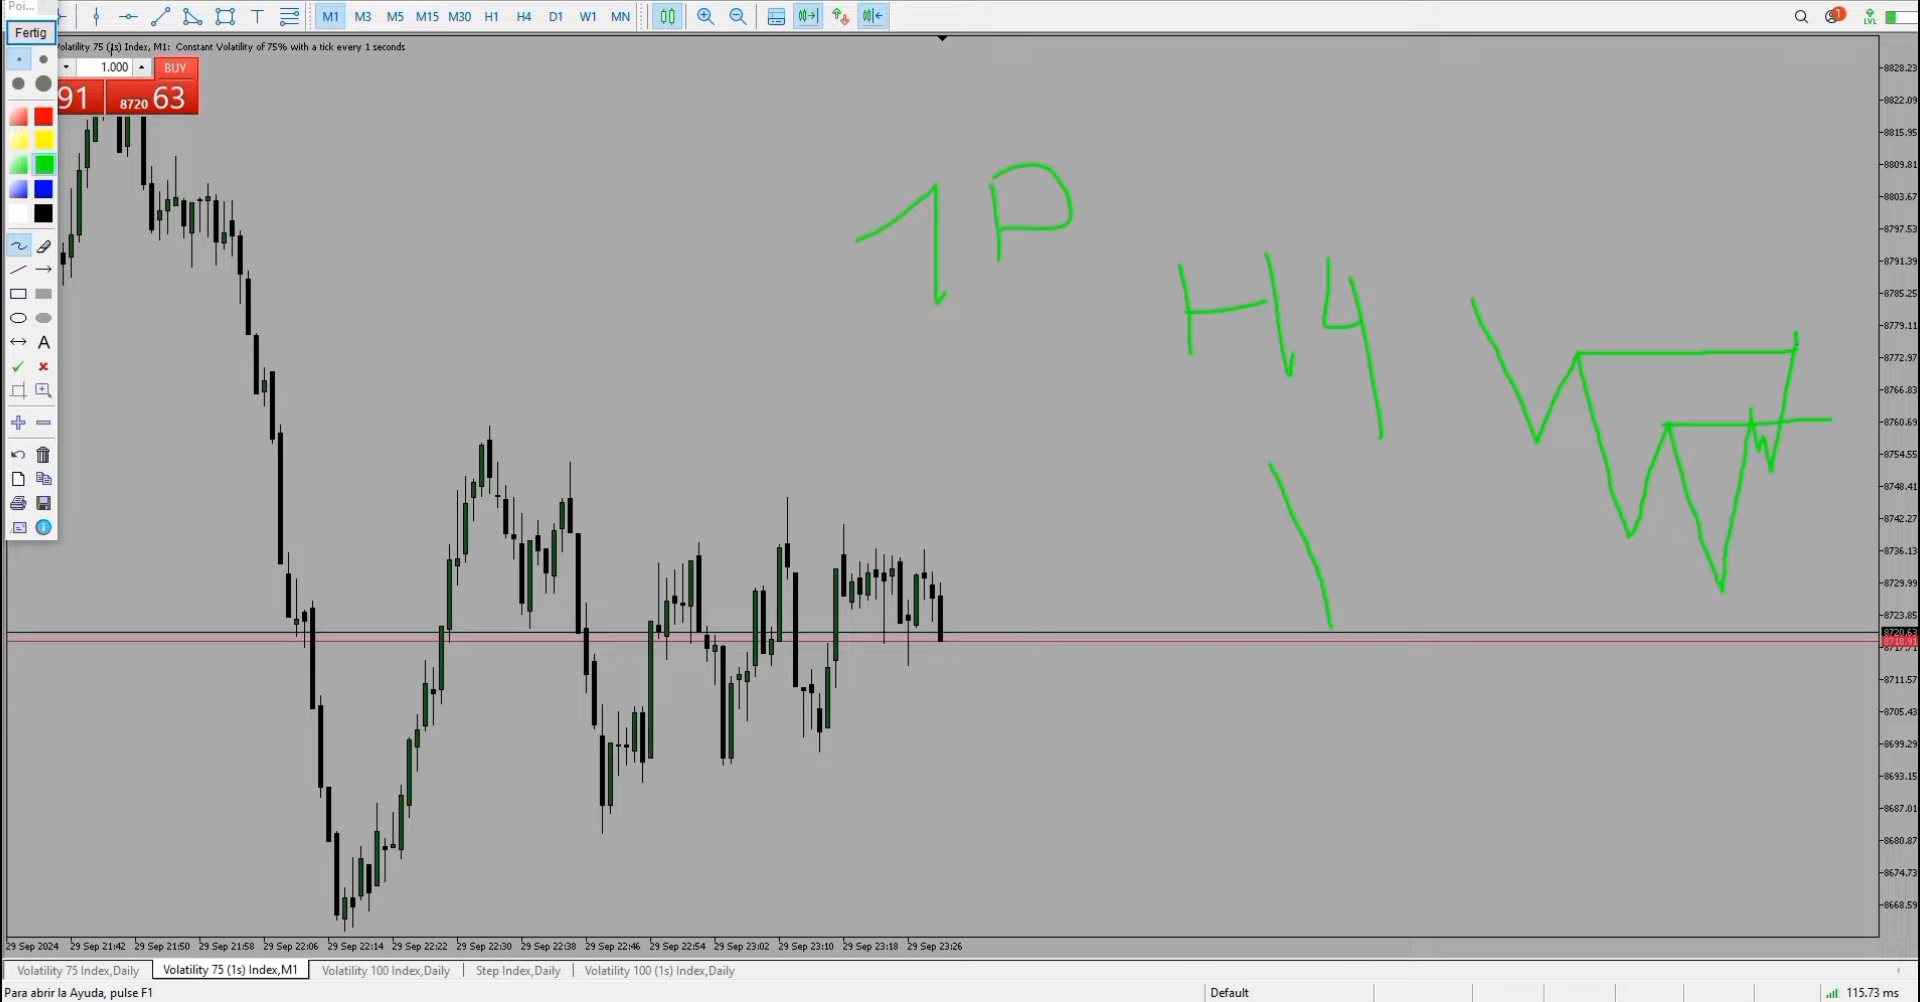 Poi...
Fertig
M1 M3 M5 M15 M30 H1 H4 D1 W1 MN
T
1
LVL
Volatility 75 (1s) Index, M1: Constant Volatility of 75% with a tick every 1 seconds
1.000 BUY
91 8720 63
A
1P
H4
8828.23
8822.09
8815.95
8809.81
8803.67
8797.53
8791.39
8785.25
8779.11
8772.97
8766.83
8760.69
8754.55
8748.41
8742.27
8736.13
8729.99
8723.85
8720.63
8718.91
8717.71
8711.57
8705.43
8699.29
8693.15
8687.01
8680.87
8674.73
8668.59
29 Sep 2024 29 Sep 21:42 29 Sep 21:50 29 Sep 21:58 29 Sep 22:06 29 Sep 22:14 29 Sep 22:22 29 Sep 22:30 29 Sep 22:38 29 Sep 22:46 29 Sep 22:54 29 Sep 23:02 29 Sep 23:10 29 Sep 23:18 29 Sep 23:26
Volatility 75 Index,Daily Volatility 75 (1s) Index,M1 Volatility 100 Index,Daily Step Index,Daily Volatility 100 (1s) Index,Daily
Para abrir la Ayuda, pulse F1 Default 115.73 ms